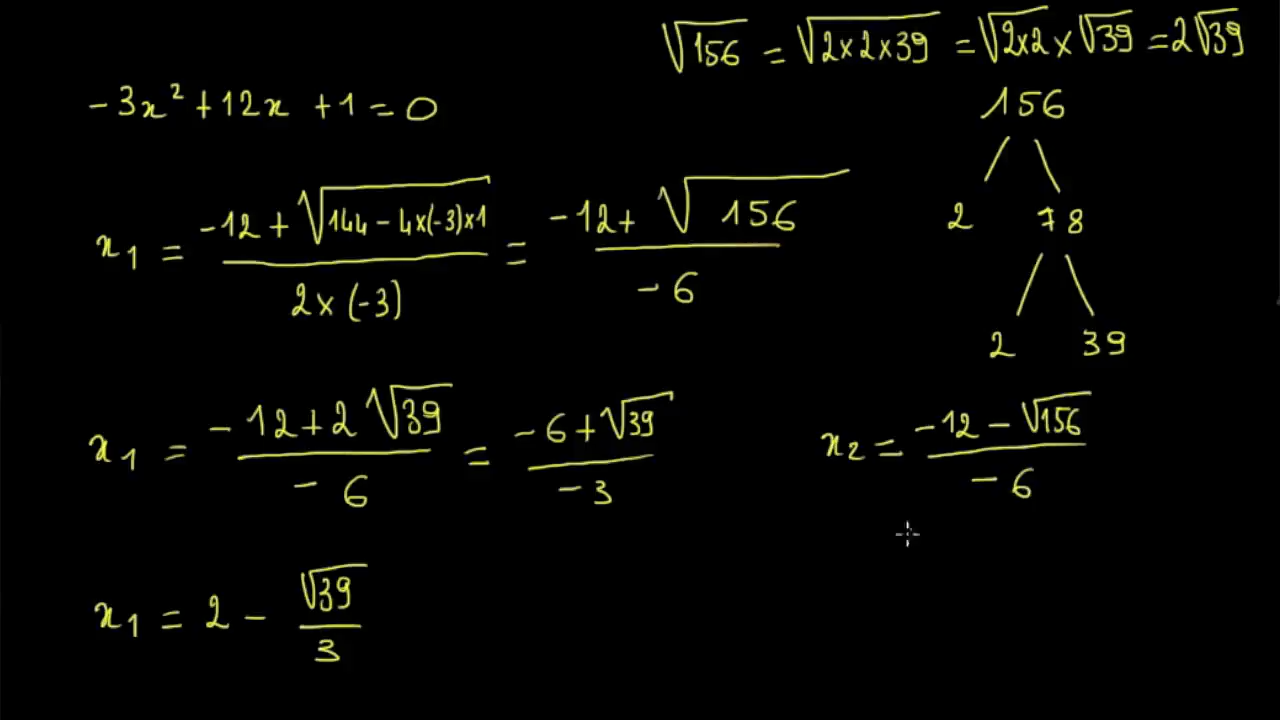 √156 = √(2×2×39) = √(2×2) × √39 = 2√39
-3x² + 12x + 1 = 0
156
2 78
2 39
x₁ = (-12 + √(144 - 4×(-3)×1)) / (2×(-3)) = (-12 + √156) / (-6)
x₁ = (-12 + 2√39) / (-6) = (-6 + √39) / (-3)
x₂ = (-12 - √156) / (-6)
x₁ = 2 - √39 / 3